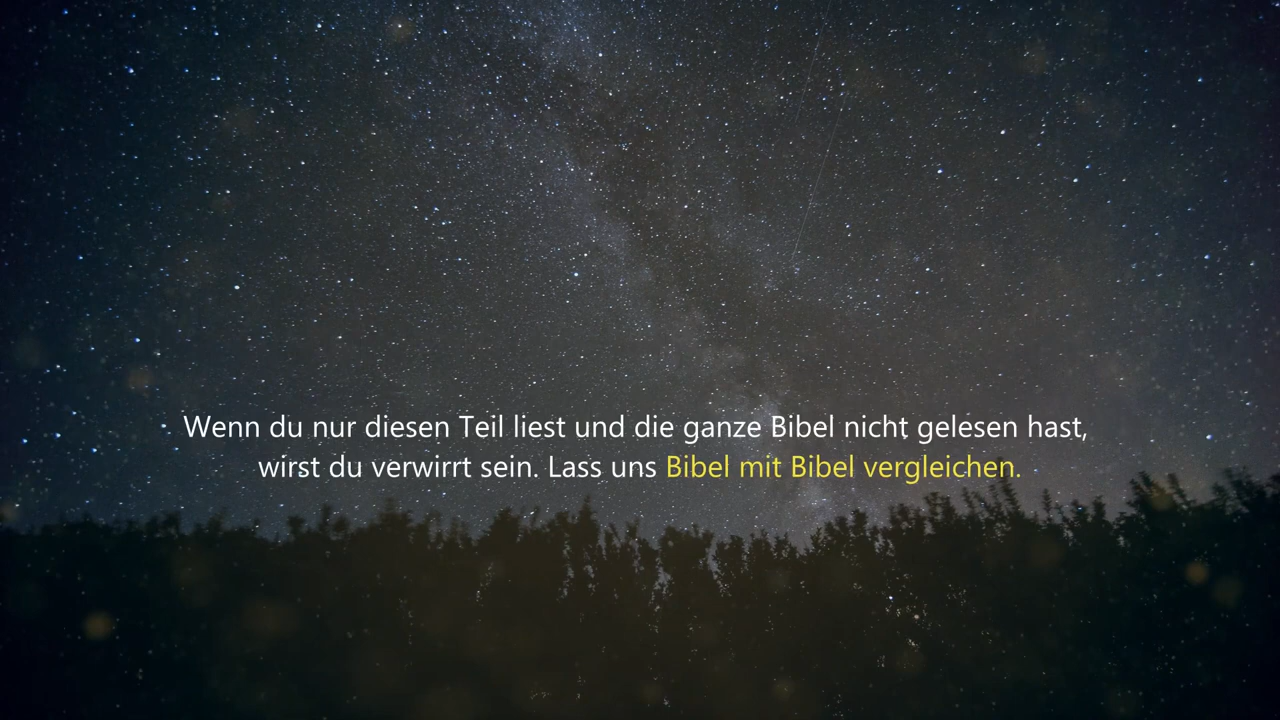 Wenn du nur diesen Teil liest und die ganze Bibel nicht gelesen hast,
wirst du verwirrt sein. Lass uns Bibel mit Bibel vergleichen.